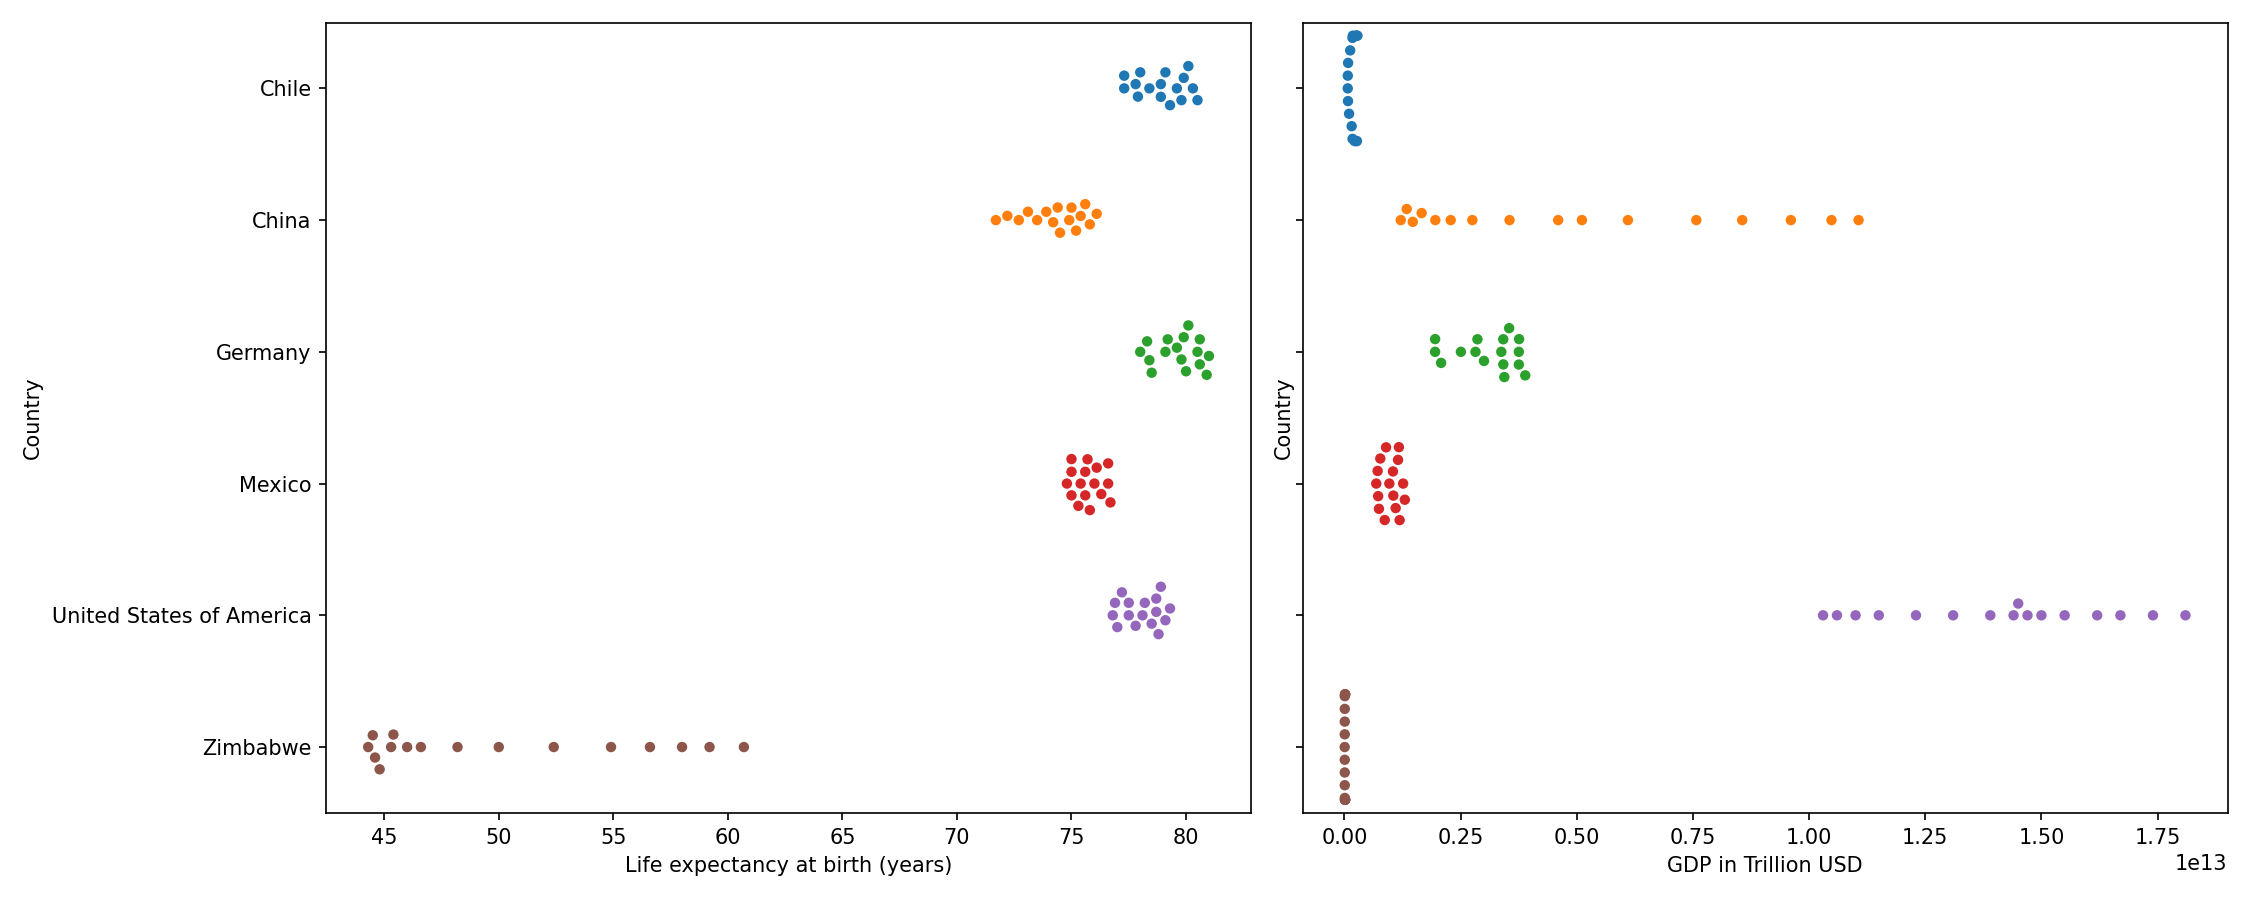 Country
Chile
China
Germany
Mexico
United States of America
Zimbabwe
45 50 55 60 65 70 75 80
Life expectancy at birth (years)
Country
0.00 0.25 0.50 0.75 1.00 1.25 1.50 1.75
1e13
GDP in Trillion USD